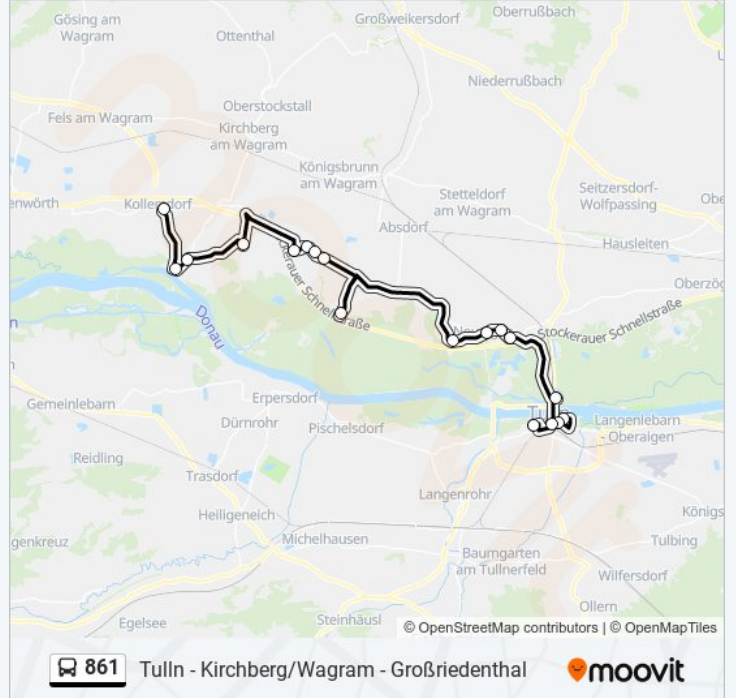 Großweikersdorf
Oberrußbach
Gösing am
Wagram
Ottenthal
Niederrußbach
Oberstockstall
Fels am Wagram
Kirchberg
am Wagram
Königsbrunn
am Wagram
Seitzersdorf-
Wolfpassing
Stetteldorf
am Wagram
Absdorf
Hausleiten
Stockerauer Schnellstraße
Donau
Erpersdorf
Gemeinlebarn
Dürnrohr
Pischelsdorf
Langenlebarn
- Oberaigen
Reidling
Trasdorf
Langenrohr
Heiligeneich
Michelhausen
Tulbing
Baumgarten
am Tullnerfeld
Wilfersdorf
Ollern
Egelsee
Steinhäusl
© OpenStreetMap contributors | © OpenMapTiles
861 Tulln - Kirchberg/Wagram - Großriedenthal moovit